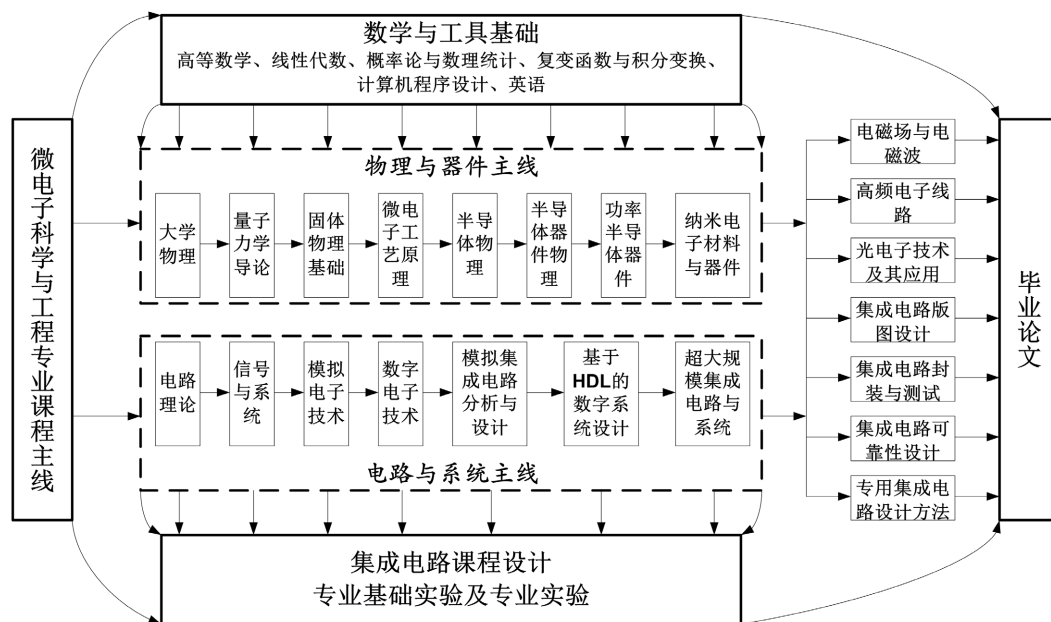 微电子科学与工程专业课程主线
数学与工具基础
高等数学、线性代数、概率论与数理统计、复变函数与积分变换、
计算机程序设计、英语
物理与器件主线
大学
物理
量子
力学
导论
固体
物理
基础
微电
子工
艺原
理
半导
体物
理
半导
体器
件物
理
功率
半导
体器
件
纳米电
子材料
与器件
电路
理论
信号
与系
统
模拟
电子
技术
数字
电子
技术
模拟集
成电路
分析与
设计
基于
HDL的
数字系
统设计
超大规
模集成
电路与
系统
电路与系统主线
集成电路课程设计
专业基础实验及专业实验
电磁场与电
磁波
高频电子线
路
光电子技术
及其应用
集成电路版
图设计
集成电路封
装与测试
集成电路可
靠性设计
专用集成电
路设计方法
毕业论文